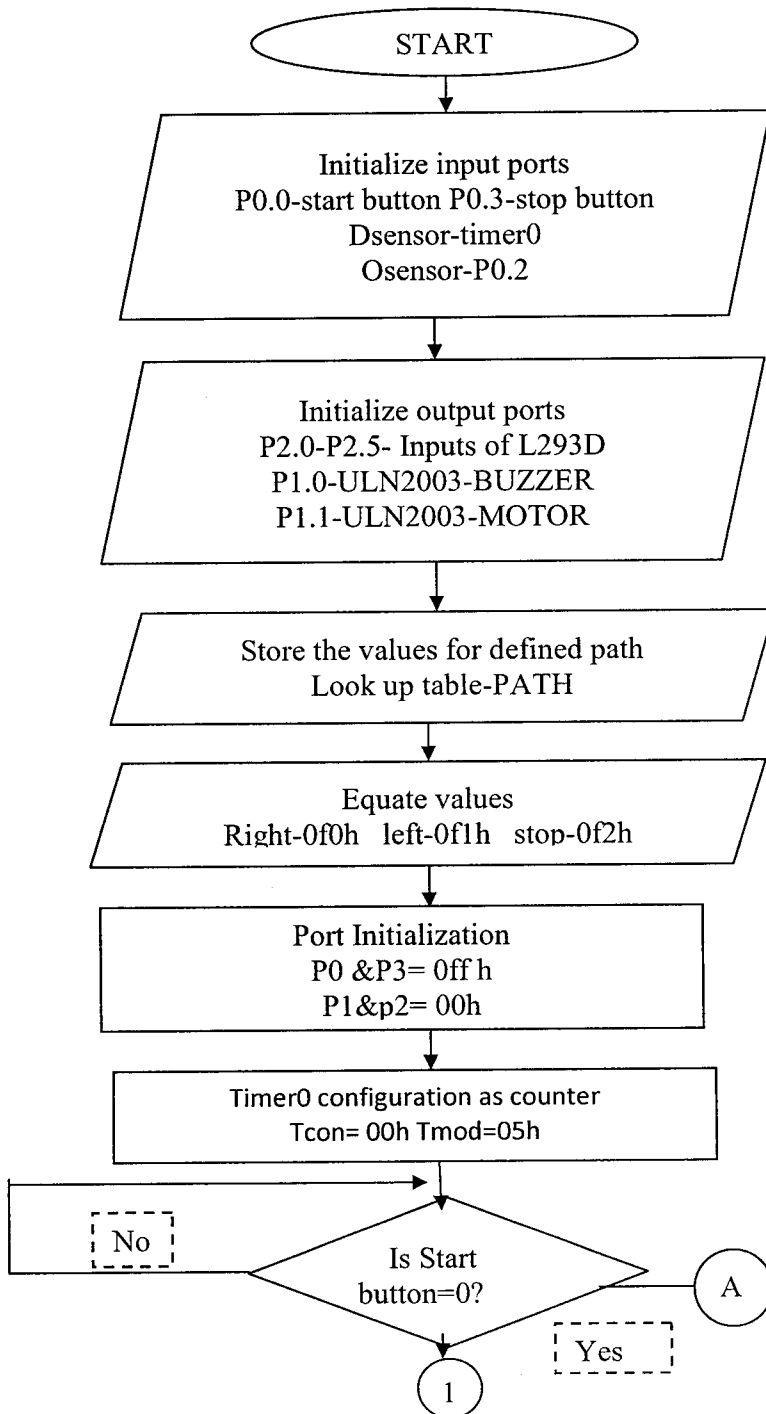 START
Initialize input ports
P0.0-start button P0.3-stop button
Dsensor-timer0
Osensor-P0.2
Initialize output ports
P2.0-P2.5- Inputs of L293D
P1.0-ULN2003-BUZZER
P1.1-ULN2003-MOTOR
Store the values for defined path
Look up table-PATH
Equate values
Right-0f0h left-0f1h stop-0f2h
Port Initialization
P0 &P3= 0ff h
P1&p2= 00h
Timer0 configuration as counter
Tcon= 00h Tmod=05h
No
Is Start
button=0?
A
Yes
1